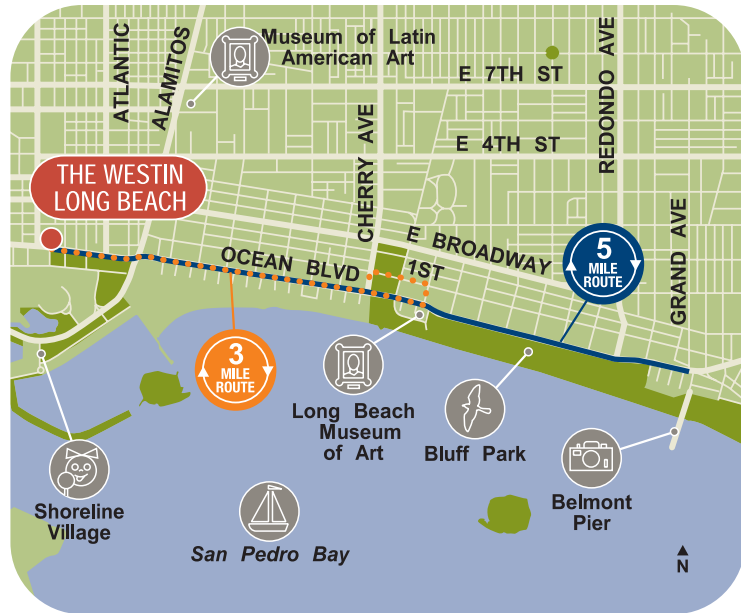 Museum of Latin
American Art
ATLANTIC
ALAMITOS
E 7TH ST
REDONDO AVE
E 4TH ST
CHERRY AVE
THE WESTIN
LONG BEACH
OCEAN BLVD
E BROADWAY
1ST
5
MILE
ROUTE
GRAND AVE
3
MILE
ROUTE
Long Beach
Museum
of Art
Bluff Park
Belmont
Pier
Shoreline
Village
San Pedro Bay
N